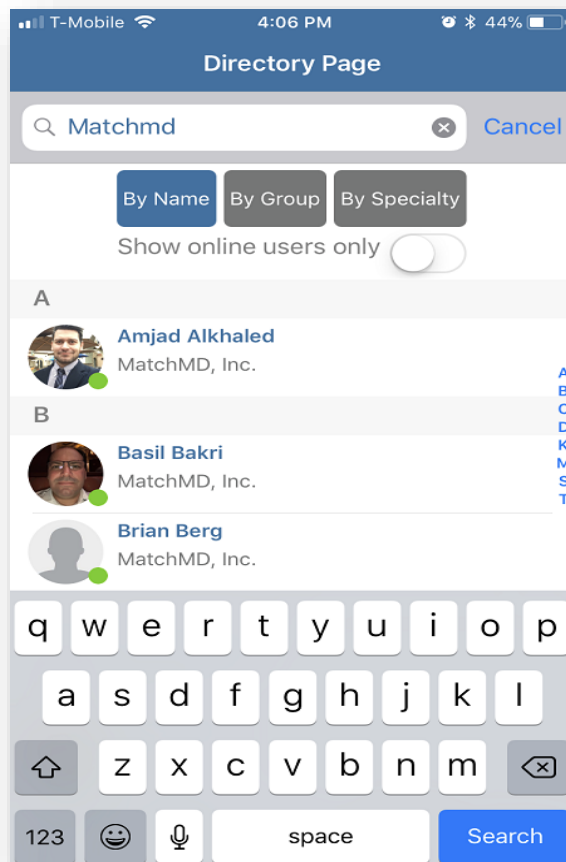 T-Mobile 4:06 PM 44%
Directory Page
Matchmd Cancel
By Name By Group By Specialty
Show online users only
A
Amjad Alkhaled
MatchMD, Inc.
B
Basil Bakri
MatchMD, Inc.
Brian Berg
MatchMD, Inc.
A
B
C
D
K
M
S
T
q w e r t y u i o p
a s d f g h j k l
z x c v b n m
123 space Search